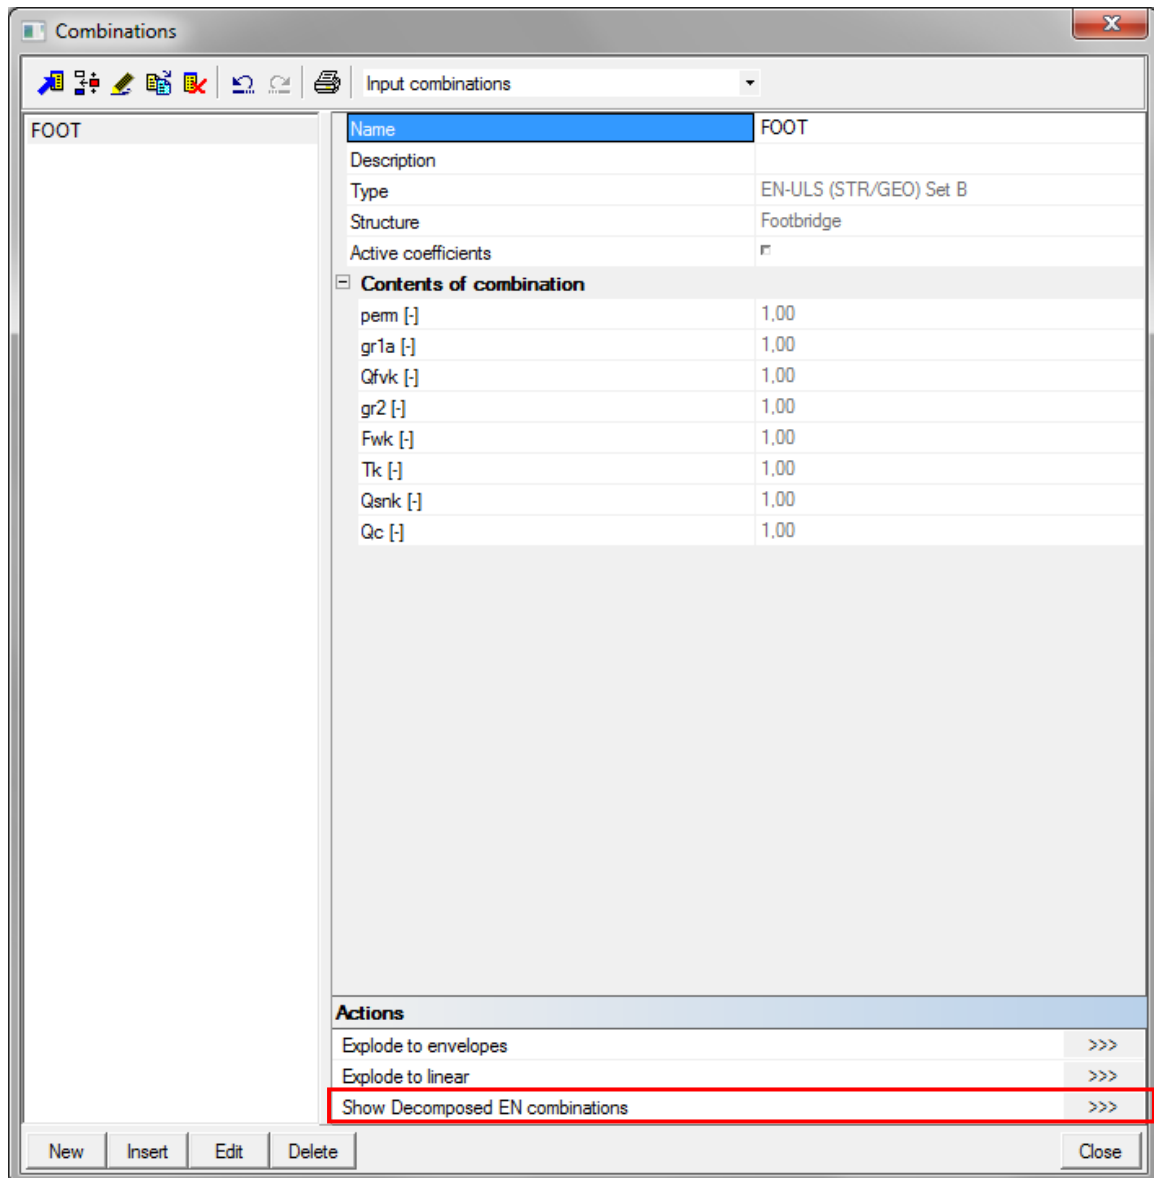 Combinations
Input combinations
FOOT
Name FOOT
Description
Type EN-ULS (STR/GEO) Set B
Structure Footbridge
Active coefficients
Contents of combination
perm [-] 1,00
gr1a [-] 1,00
Qfvk [-] 1,00
gr2 [-] 1,00
Fwk [-] 1,00
Tk [-] 1,00
Qsnk [-] 1,00
Qc [-] 1,00
Actions
Explode to envelopes >>>
Explode to linear >>>
Show Decomposed EN combinations >>>
New Insert Edit Delete Close